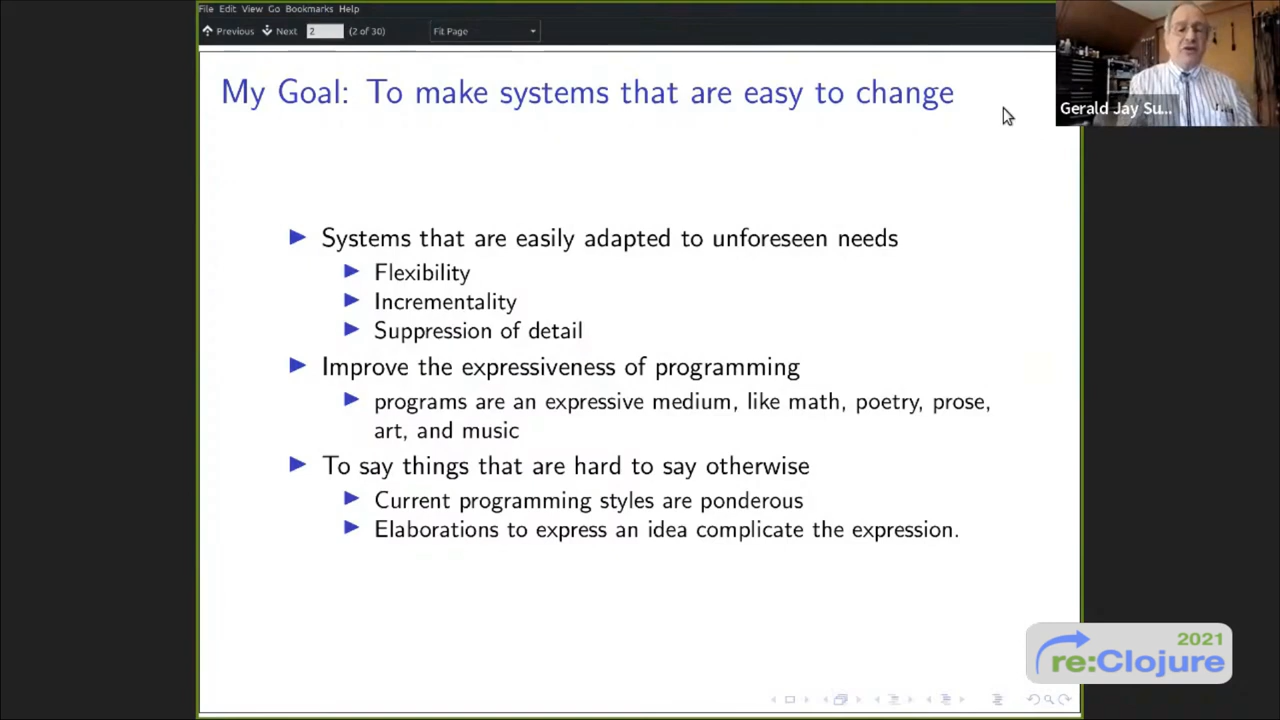 File Edit View Go Bookmarks Help
Previous Next 2 (2 of 30) Fit Page
My Goal: To make systems that are easy to change
Gerald Jay Su...
Systems that are easily adapted to unforeseen needs
Flexibility
Incrementality
Suppression of detail
Improve the expressiveness of programming
programs are an expressive medium, like math, poetry, prose,
art, and music
To say things that are hard to say otherwise
Current programming styles are ponderous
Elaborations to express an idea complicate the expression.
2021
re:Clojure